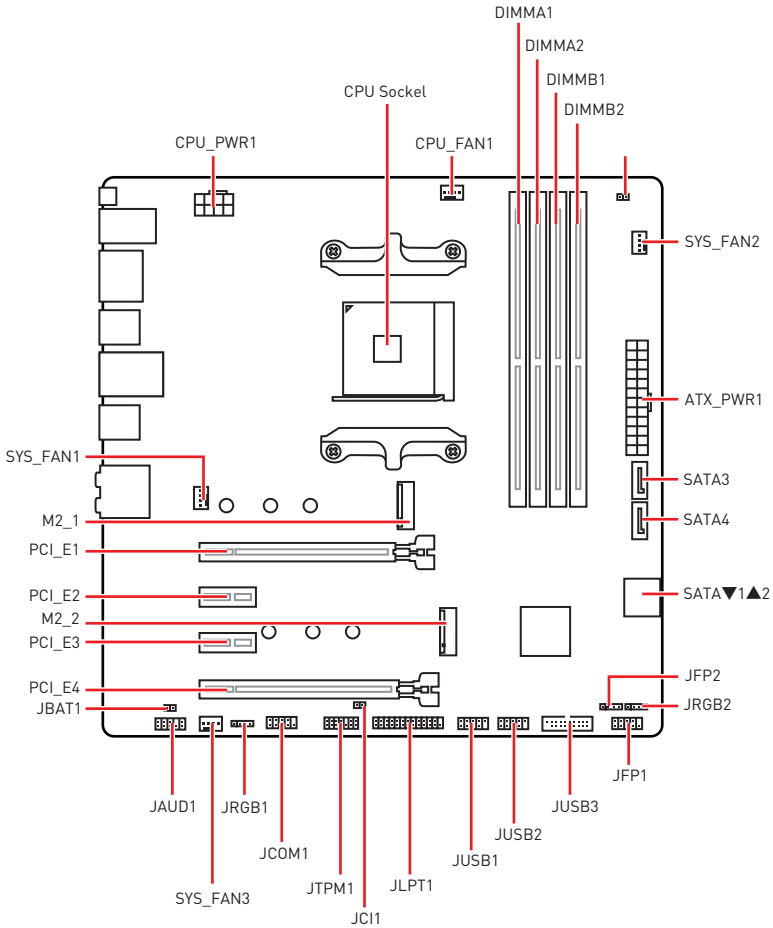 DIMMA1
DIMMA2
DIMMB1
DIMMB2
CPU Sockel
CPU_PWR1
CPU_FAN1
SYS_FAN2
ATX_PWR1
SYS_FAN1
SATA3
M2_1
SATA4
PCI_E1
PCI_E2
SATA▼1▲2
M2_2
PCI_E3
JFP2
PCI_E4
JBAT1
JRGB2
JFP1
JAUD1
JRGB1
JUSB3
JUSB2
JCOM1
JUSB1
JTPM1
JLPT1
SYS_FAN3
JCI1